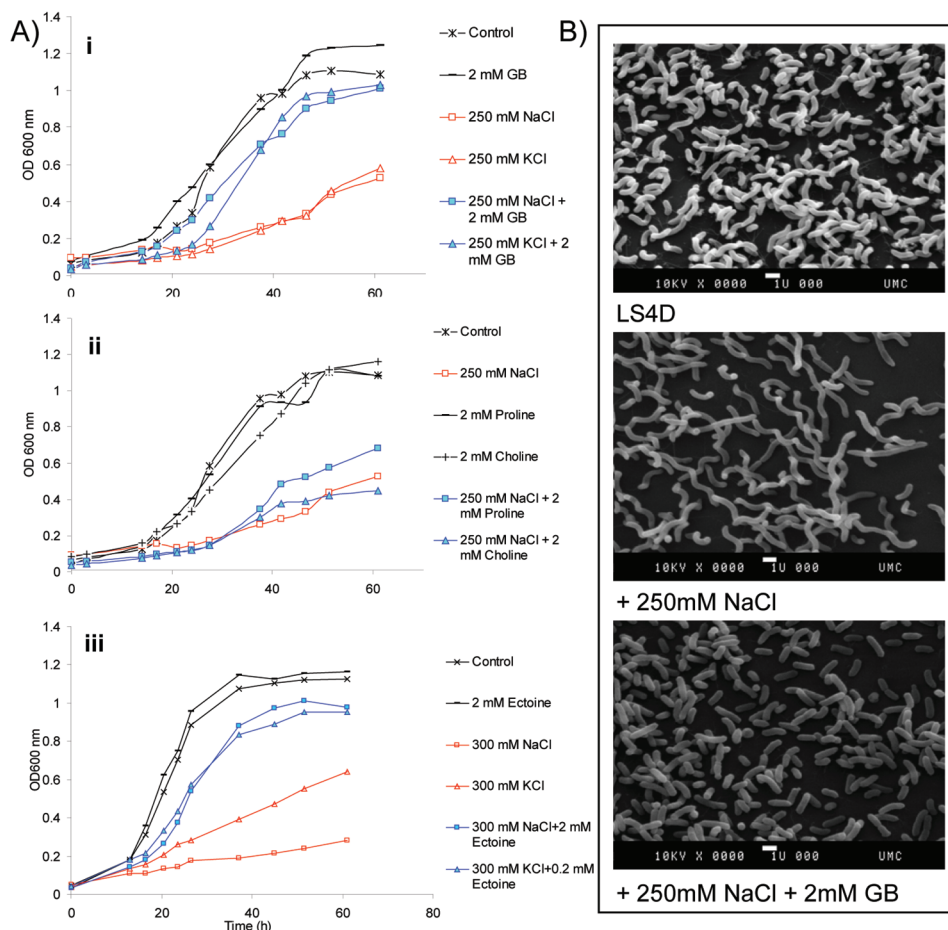 A)
i
OD 600 nm
1.4
1.2
1
0.8
0.6
0.4
0.2
0
0 20 40 60 80
Control
2 mM GB
250 mM NaCl
250 mM KCl
250 mM NaCl +
2 mM GB
250 mM KCl + 2
mM GB
ii
OD 600 nm
1.4
1.2
1
0.8
0.6
0.4
0.2
0
0 20 40 60 80
Control
250 mM NaCl
2 mM Proline
2 mM Choline
250 mM NaCl + 2
mM Proline
250 mM NaCl + 2
mM Choline
iii
OD600 nm
1.4
1.2
1
0.8
0.6
0.4
0.2
0
0 20 40 60 80
Time (h)
Control
2 mM Ectoine
300 mM NaCl
300 mM KCl
300 mM NaCl+2 mM
Ectoine
300 mM KCl+0.2 mM
Ectoine
B)
10KV X 0000 1U 000 UMC
LS4D
10KV X 0000 1U 000 UMC
+ 250mM NaCl
10KV X 0000 1U 000 UMC
+ 250mM NaCl + 2mM GB